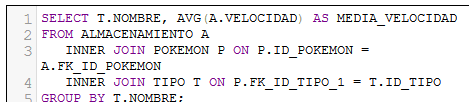 1 SELECT T.NOMBRE, AVG(A.VELOCIDAD) AS MEDIA_VELOCIDAD
2 FROM ALMACENAMIENTO A
3 INNER JOIN POKEMON P ON P.ID_POKEMON =
A.FK_ID_POKEMON
4 INNER JOIN TIPO T ON P.FK_ID_TIPO_1 = T.ID_TIPO
5 GROUP BY T.NOMBRE;